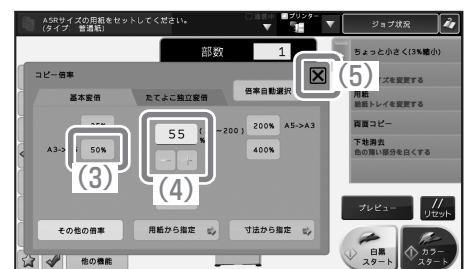 A5Rサイズの用紙をセットしてください。
(タイプ 普通紙)
プリンター
ジョブ状況
部数
1
ちょっと小さく(3%縮小)
コピー倍率
イズを変更する
用紙
給紙トレイを変更する
両面コピー
下地消去
色の薄い部分を白くする
基本変倍
たてよこ独立変倍
倍率自動選択
(5)
25%
55
%
~200)
200%
A5->A3
A3->
50%
400%
(3)
(4)
その他の倍率
用紙から指定
寸法から指定
プレビュー
リセット
他の機能
白黒
スタート
カラー
スタート